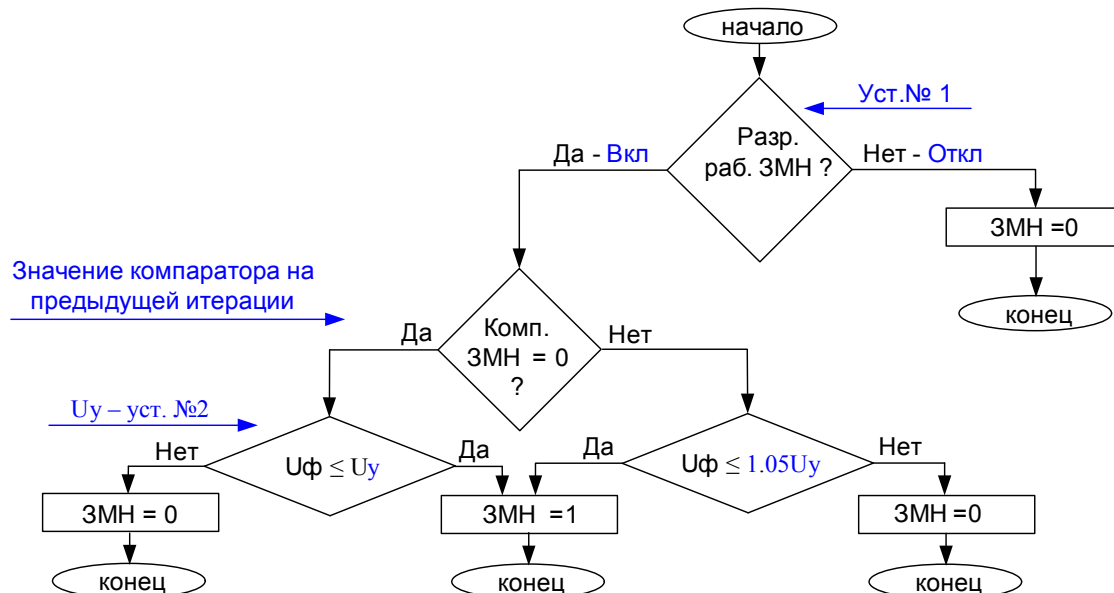 начало
Уст.№ 1
Разр.
раб. ЗМН ?
Да - Вкл
Нет - Откл
ЗМН =0
конец
Значение компаратора на
предыдущей итерации
Комп.
ЗМН = 0
?
Да
Нет
Uу – уст. №2
Нет
Uф ≤ Uу
Да
Да
Uф ≤ 1.05Uу
Нет
ЗМН = 0
ЗМН =1
ЗМН =0
конец
конец
конец